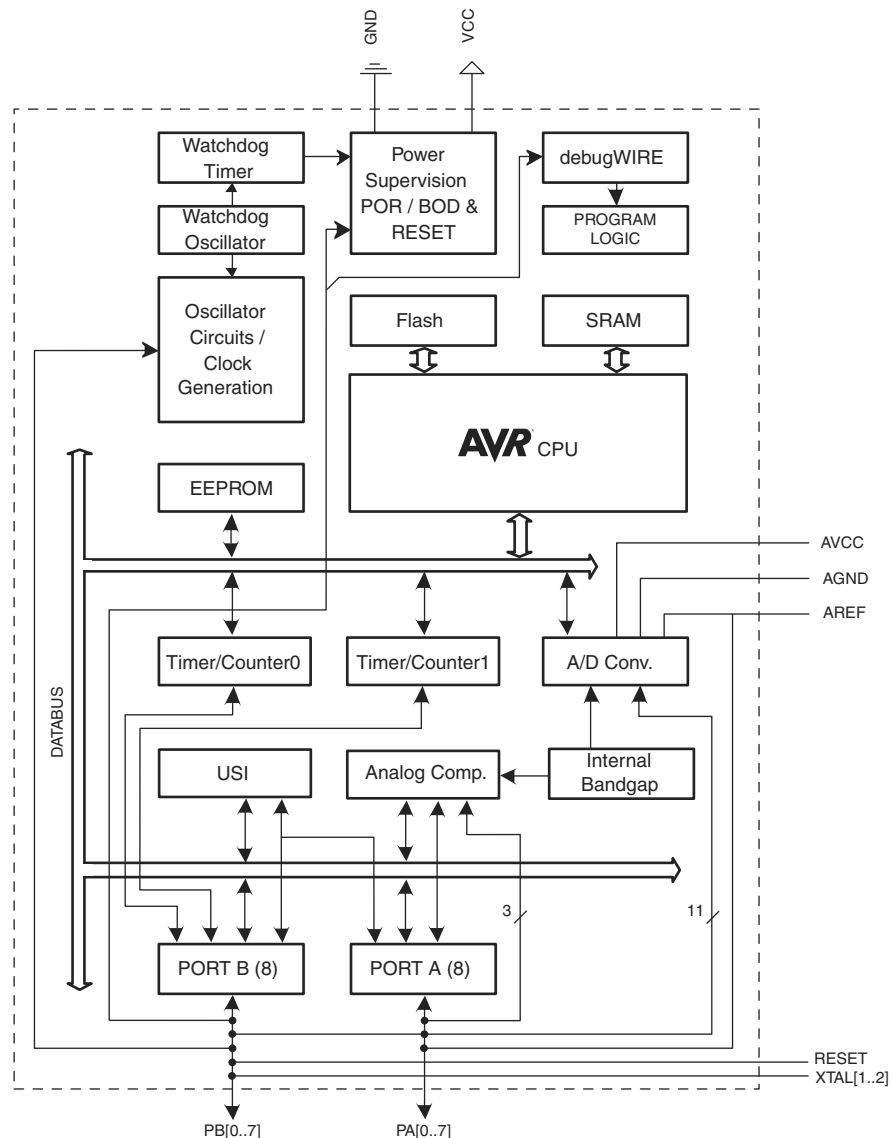 GND
VCC
Watchdog
Timer
Power
Supervision
POR / BOD &
RESET
debugWIRE
Watchdog
Oscillator
PROGRAM
LOGIC
Oscillator
Circuits /
Clock
Generation
Flash
SRAM
AVR® CPU
EEPROM
AVCC
AGND
AREF
Timer/Counter0
Timer/Counter1
A/D Conv.
DATABUS
USI
Analog Comp.
Internal
Bandgap
3
11
PORT B (8)
PORT A (8)
RESET
XTAL[1..2]
PB[0..7]
PA[0..7]